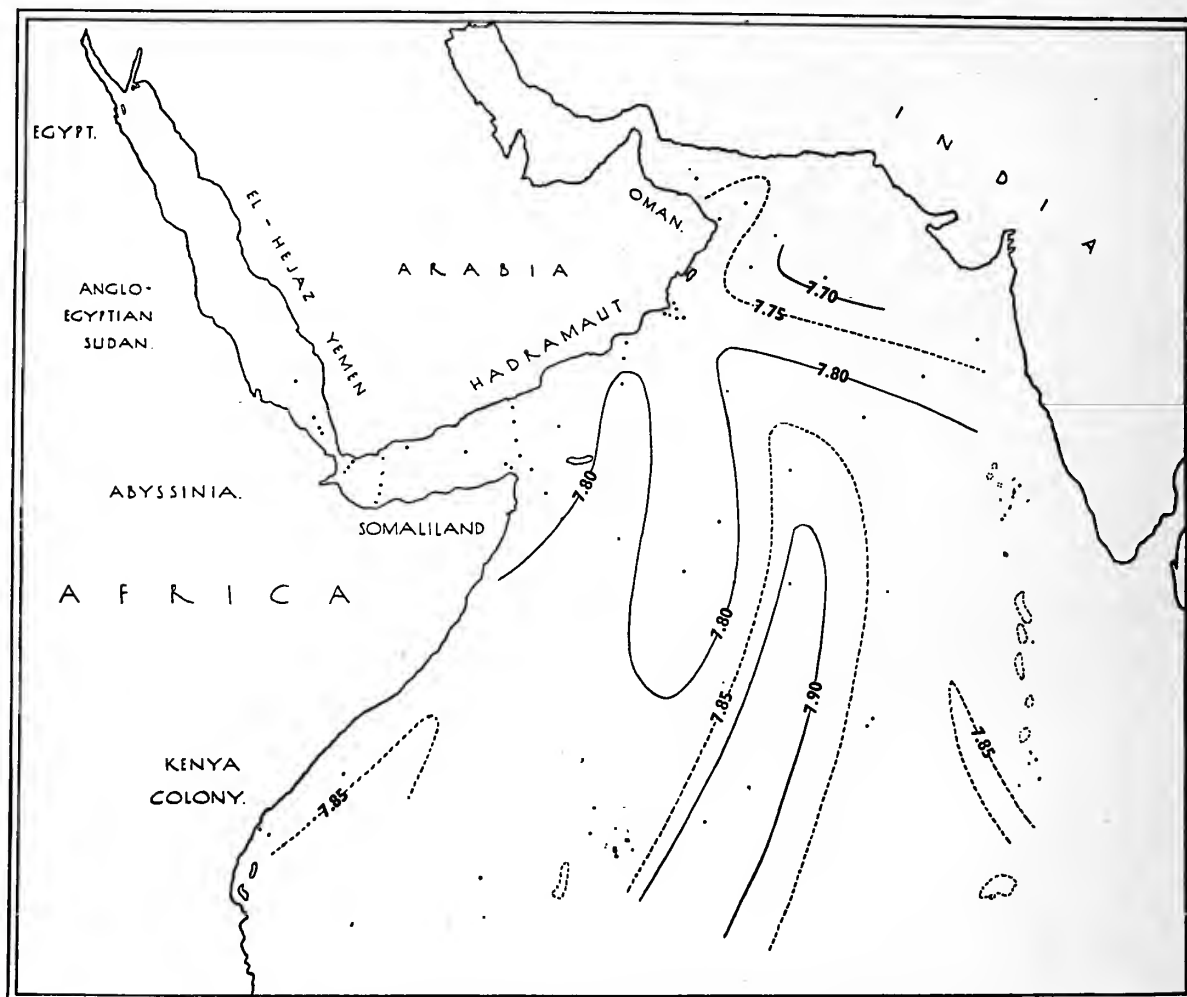 EGYPT.
EL-HEJAZ
YEMEN
ANGLO-
EGYPTIAN
SUDAN.
ARABIA
OMAN.
HADRAMAUT
INDIA
7.70
7.75
7.80
7.80
ABYSSINIA.
SOMALILAND
AFRICA
7.80
7.85
7.90
7.85
KENYA
COLONY.
7.85